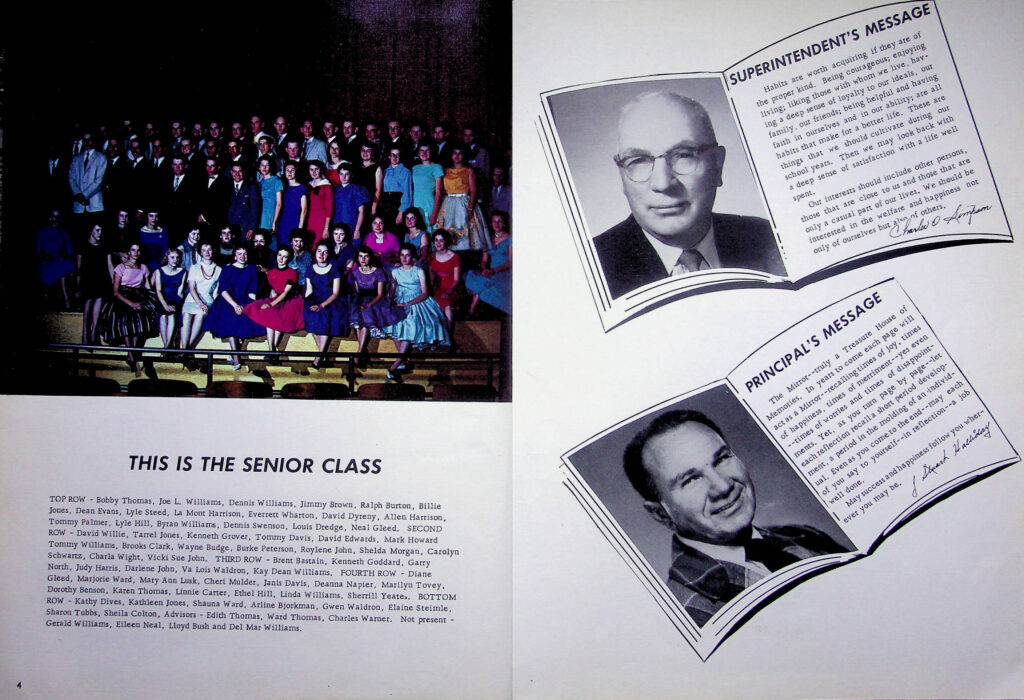 THIS IS THE SENIOR CLASS
TOP ROW - Bobby Thomas, Joe L. Williams, Dennis Williams, Jimmy Brown, Ralph Burton, Billie
Jones, Dean Evans, Lyle Steed, La Mont Harrison, Everrett Wharton, David Dyreny, Allen Harrison,
Tommy Palmer, Lyle Hill, Byran Williams, Dennis Swenson, Louis Dredge, Neal Gleed, SECOND
ROW - David Willie, Tarrel Jones, Kenneth Grover, Tommy Davis, David Edwards, Mark Howard
Tommy Williams, Brooks Clark, Wayne Budge, Burke Peterson, Roylene John, Shelda Morgan, Carolyn
Schwartz, Charla Wight, Vicki Sue John, THIRD ROW - Brent Bastain, Kenneth Goddard, Garry
North, Judy Harris, Darlene John, Va Lois Waldron, Kay Dean Williams, FOURTH ROW - Diane
Gleed, Marjorie Ward, Mary Ann Lusk, Cheri Mulder, Janis Davis, Deanna Napier, Marilyn Tovey,
Dorothy Benson, Karen Thomas, Linnie Carter, Ethel Hill, Linda Williams, Sherrill Yeates, BOTTOM
ROW - Kathy Dives, Kathleen Jones, Shauna Ward, Arline Bjorkman, Gwen Waldron, Elaine Steimle,
Sharon Tubbs, Sheila Colton, Advisors - Edith Thomas, Ward Thomas, Charles Warner. Not present -
Gerald Williams, Eileen Neal, Lloyd Bush and Del Mar Williams.
4
SUPERINTENDENT'S MESSAGE
Habits are worth acquiring if they are of
the proper kind. Being courageous; enjoying
living; liking those with whom we live, hav-
ing a deep sense of loyalty to our ideals, our
family, our friends; being helpful and having
faith in ourselves and in our ability; are all
habits that make for a better life. These are
things that we should cultivate during our
school years. Then we may look back with
a deep sense of satisfaction with a life well
spent.
Our interests should include other persons,
those that are close to us and those that are
only a casual part of our lives. We should be
interested in the welfare and happiness not
only of ourselves but also of others.
Charles E Simpson
PRINCIPAL'S MESSAGE
The Mirror--truly a Treasure House of
Memories. In years to come each page will
act as a Mirror--recalling times of joy, times
of happiness, times of merriment--yes even
--times of worries and times of disappoint-
ments. Yet, as you turn page by page--let
each reflection recall a short period develop-
ment, a period in the molding of an individ-
ual. Even as you come to the end--may each
of you say to yourself--in reflection--a job
well done.
May success and happiness follow you wher-
ever you may be.
J Stuart Halliday